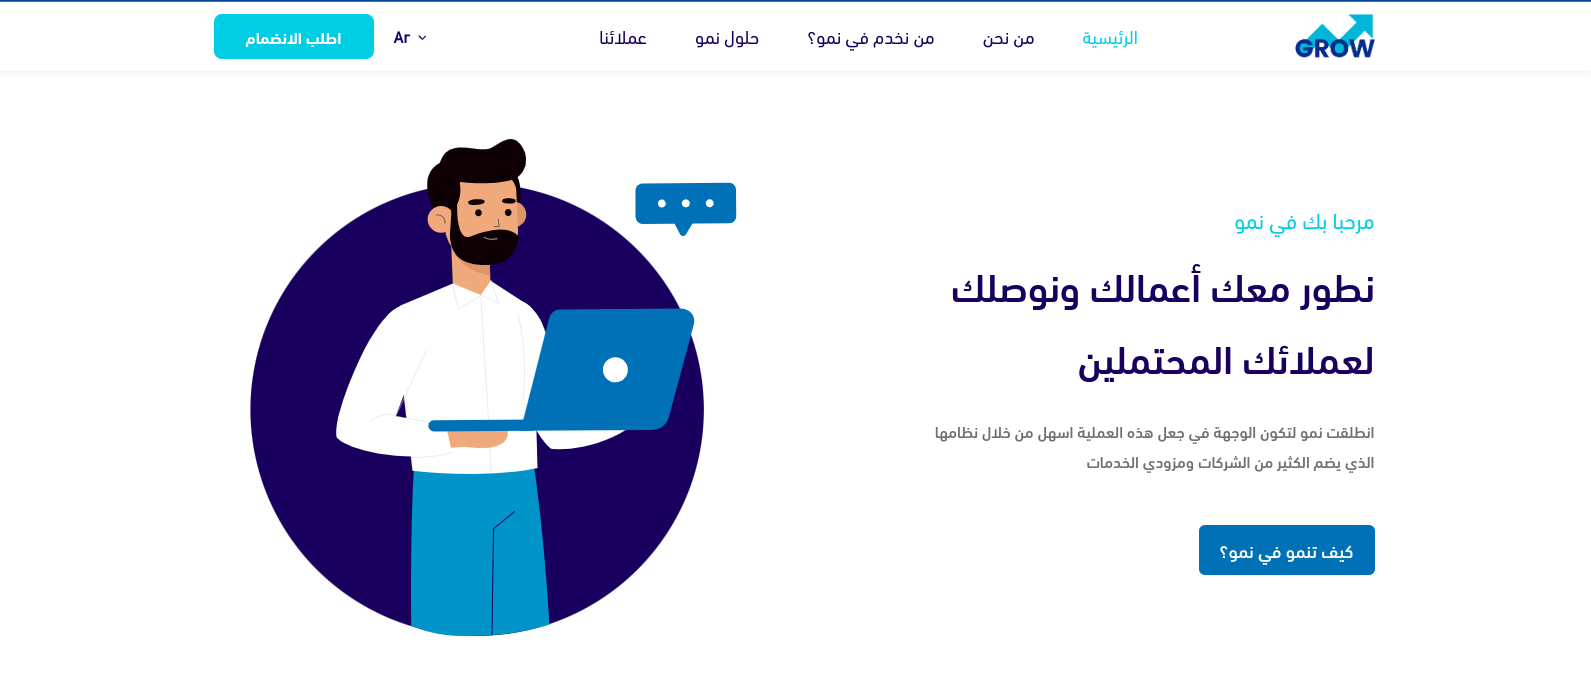 GROW
الرئيسية
من نحن
من نخدم في نمو؟
حلول نمو
عملائنا
Ar
اطلب الانضمام
مرحبا بك في نمو
نطور معك أعمالك ونوصلك
لعملائك المحتملين
انطلقت نمو لتكون الوجهة في جعل هذه العملية اسهل من خلال نظامها
الذي يضم الكثير من الشركات ومزودي الخدمات
كيف تنمو في نمو؟